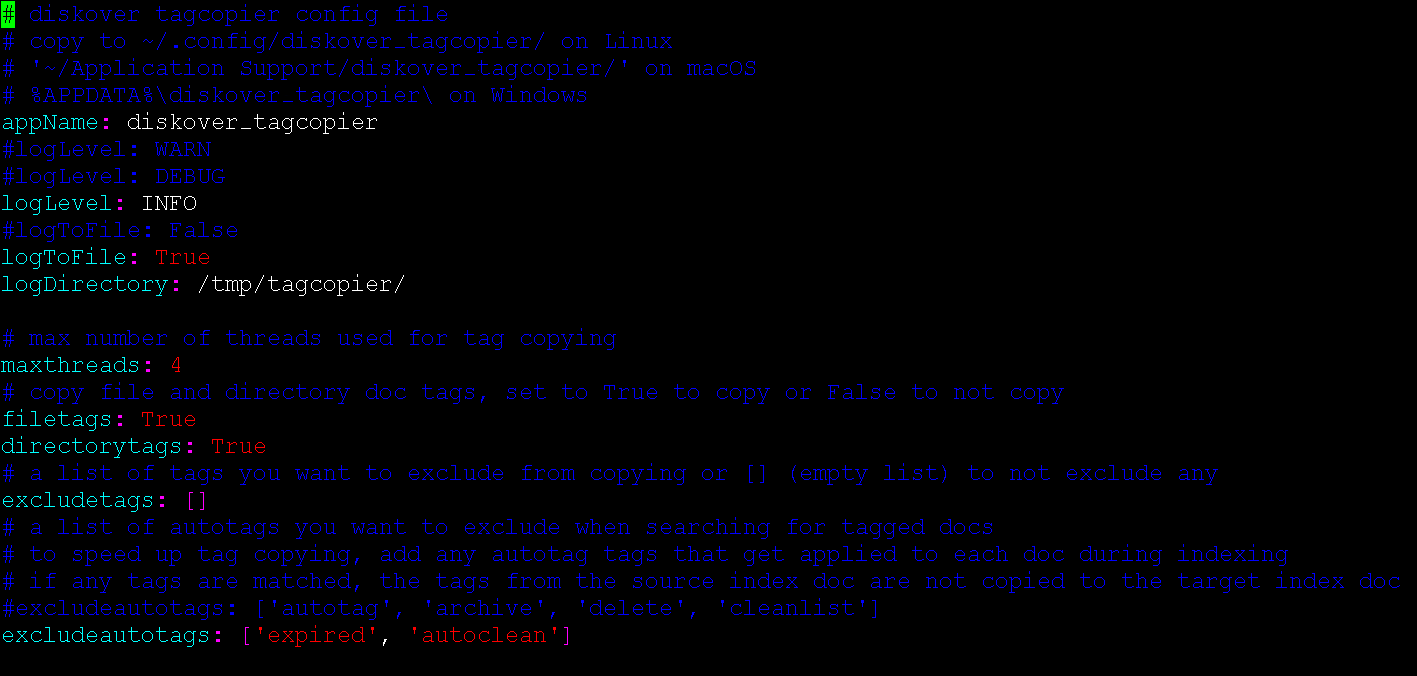 # diskover tagcopier config file
# copy to ~/.config/diskover_tagcopier/ on Linux
# '~/Application Support/diskover_tagcopier/' on macOS
# %APPDATA%\diskover_tagcopier\ on Windows
appName: diskover_tagcopier
#logLevel: WARN
#logLevel: DEBUG
logLevel: INFO
#logToFile: False
logToFile: True
logDirectory: /tmp/tagcopier/
# max number of threads used for tag copying
maxthreads: 4
# copy file and directory doc tags, set to True to copy or False to not copy
filetags: True
directorytags: True
# a list of tags you want to exclude from copying or [] (empty list) to not exclude any
excludetags: []
# a list of autotags you want to exclude when searching for tagged docs
# to speed up tag copying, add any autotag tags that get applied to each doc during indexing
# if any tags are matched, the tags from the source index doc are not copied to the target index doc
#excludeautotags: ['autotag', 'archive', 'delete', 'cleanlist']
excludeautotags: ['expired', 'autoclean']